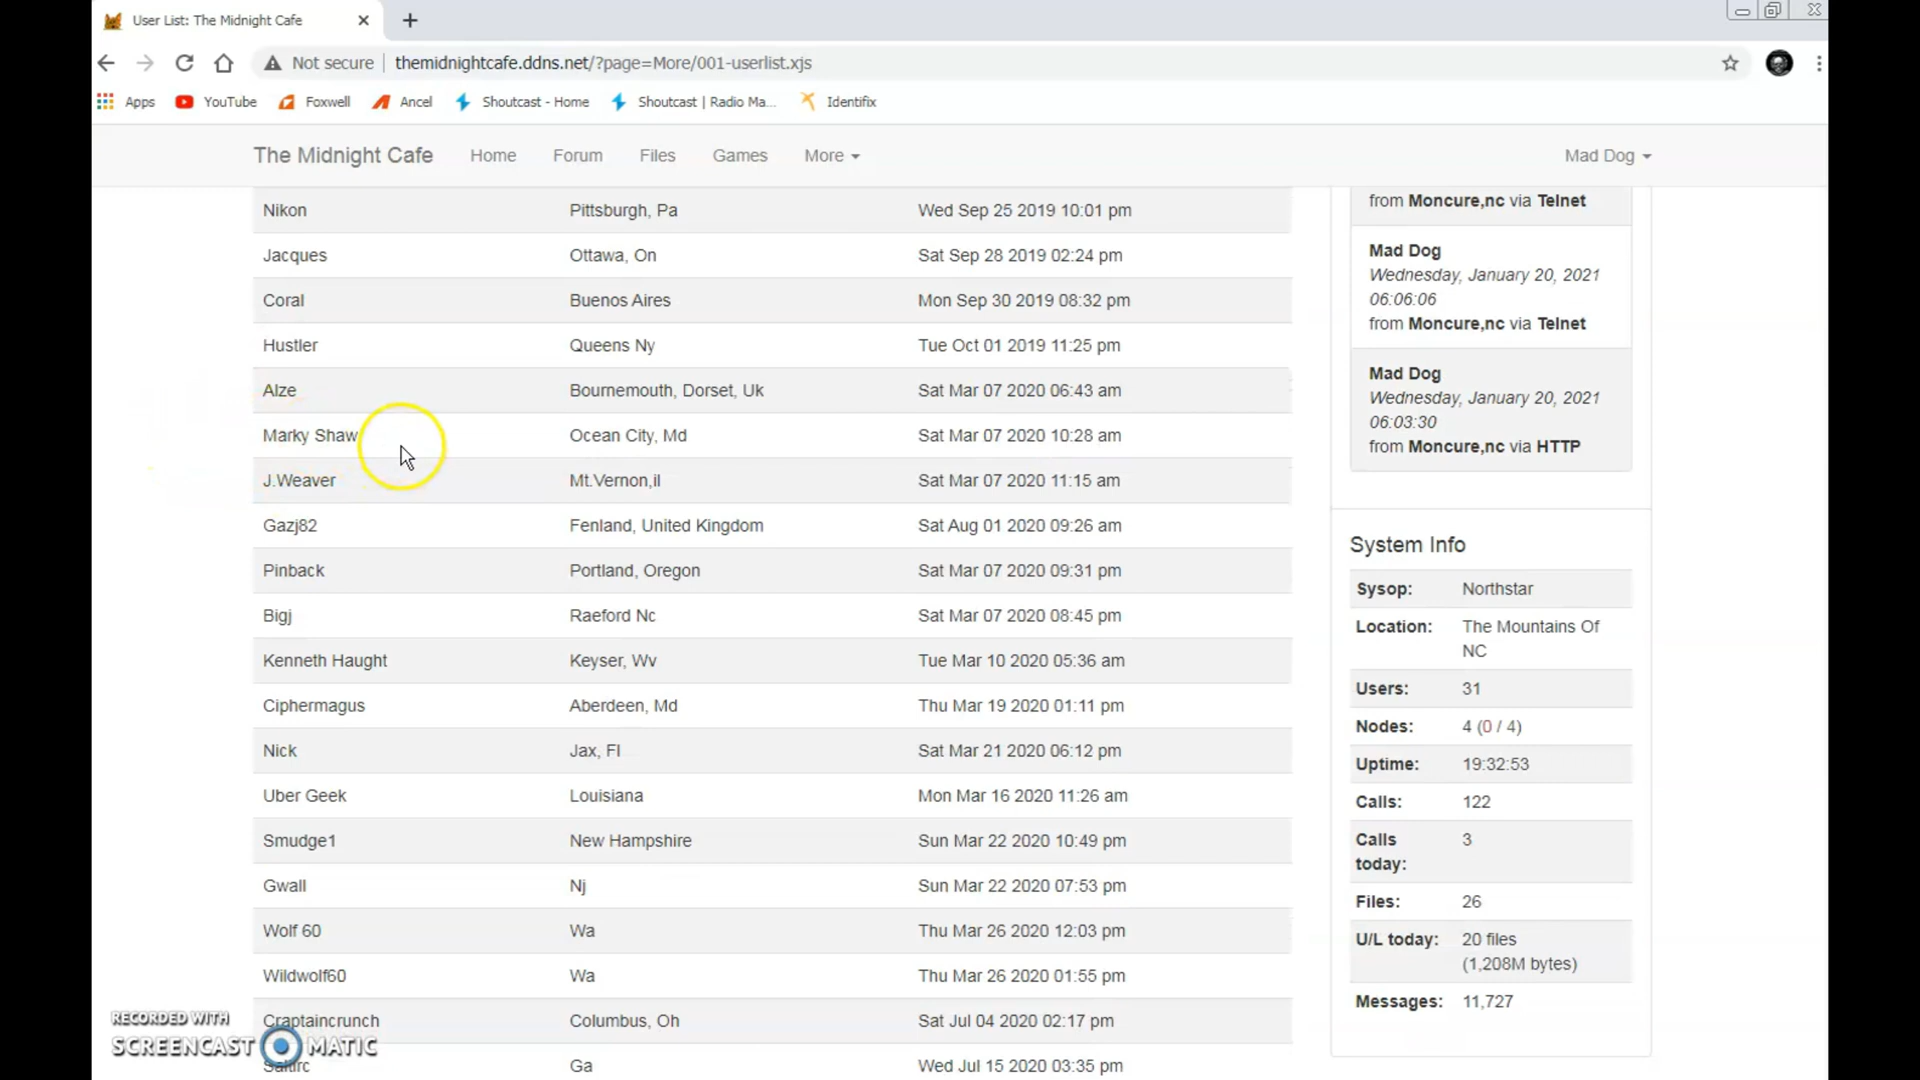 User List: The Midnight Cafe
Not secure themidnightcafe.ddns.net/?page=More/001-userlist.xjs
Apps YouTube Foxwell Ancel Shoutcast - Home Shoutcast | Radio Ma... Identifix
The Midnight Cafe Home Forum Files Games More Mad Dog
Nikon Pittsburgh, Pa Wed Sep 25 2019 10:01 pm
Jacques Ottawa, On Sat Sep 28 2019 02:24 pm
Coral Buenos Aires Mon Sep 30 2019 08:32 pm
Hustler Queens Ny Tue Oct 01 2019 11:25 pm
Alze Bournemouth, Dorset, Uk Sat Mar 07 2020 06:43 am
Marky Shaw Ocean City, Md Sat Mar 07 2020 10:28 am
J.Weaver Mt.Vernon,il Sat Mar 07 2020 11:15 am
Gazj82 Fenland, United Kingdom Sat Aug 01 2020 09:26 am
Pinback Portland, Oregon Sat Mar 07 2020 09:31 pm
Bigj Raeford Nc Sat Mar 07 2020 08:45 pm
Kenneth Haught Keyser, Wv Tue Mar 10 2020 05:36 am
Ciphermagus Aberdeen, Md Thu Mar 19 2020 01:11 pm
Nick Jax, Fl Sat Mar 21 2020 06:12 pm
Uber Geek Louisiana Mon Mar 16 2020 11:26 am
Smudge1 New Hampshire Sun Mar 22 2020 10:49 pm
Gwall Nj Sun Mar 22 2020 07:53 pm
Wolf 60 Wa Thu Mar 26 2020 12:03 pm
Wildwolf60 Wa Thu Mar 26 2020 01:55 pm
Craptaincrunch Columbus, Oh Sat Jul 04 2020 02:17 pm
Ga Wed Jul 15 2020 03:35 pm
from Moncure,nc via Telnet
Mad Dog
Wednesday, January 20, 2021
06:06:06
from Moncure,nc via Telnet
Mad Dog
Wednesday, January 20, 2021
06:03:30
from Moncure,nc via HTTP
System Info
Sysop: Northstar
Location: The Mountains Of
NC
Users: 31
Nodes: 4 (0 / 4)
Uptime: 19:32:53
Calls: 122
Calls 3
today:
Files: 26
U/L today: 20 files
(1,208M bytes)
Messages: 11,727
RECORDED WITH
SCREENCAST MATIC